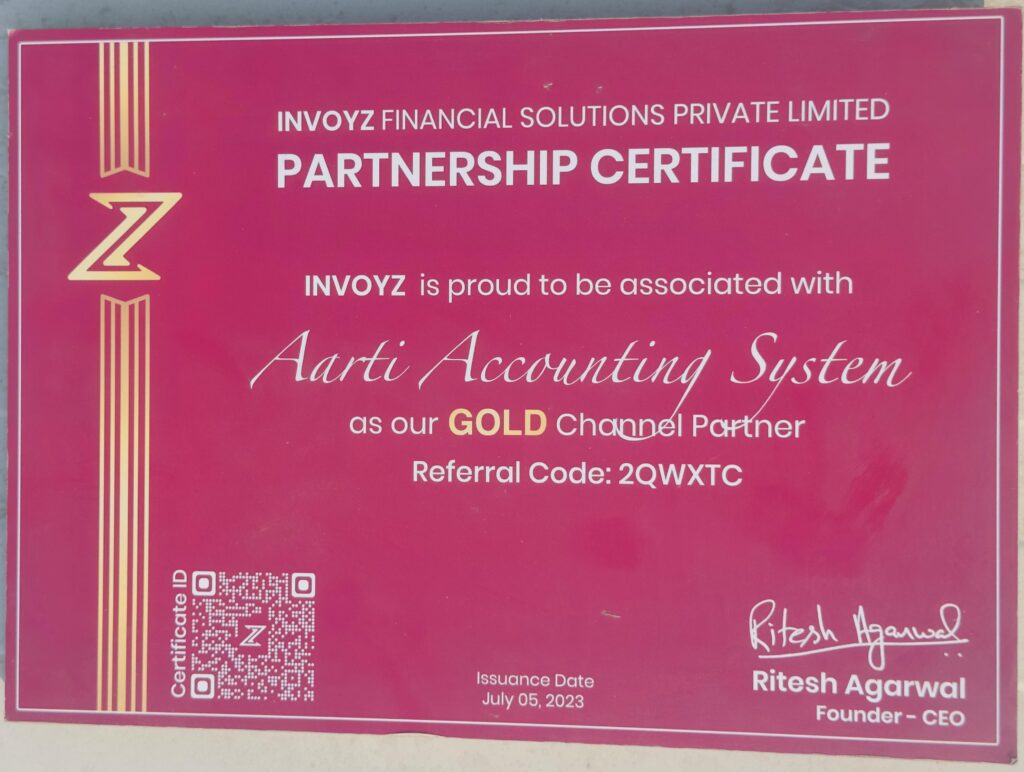 INVOYZ FINANCIAL SOLUTIONS PRIVATE LIMITED
PARTNERSHIP CERTIFICATE
INVOYZ is proud to be associated with
Aarti Accounting System
as our GOLD Channel Partner
Referral Code: 2QWXTC
Certificate ID
Issuance Date
July 05, 2023
Ritesh Agarwal
Ritesh Agarwal
Founder - CEO